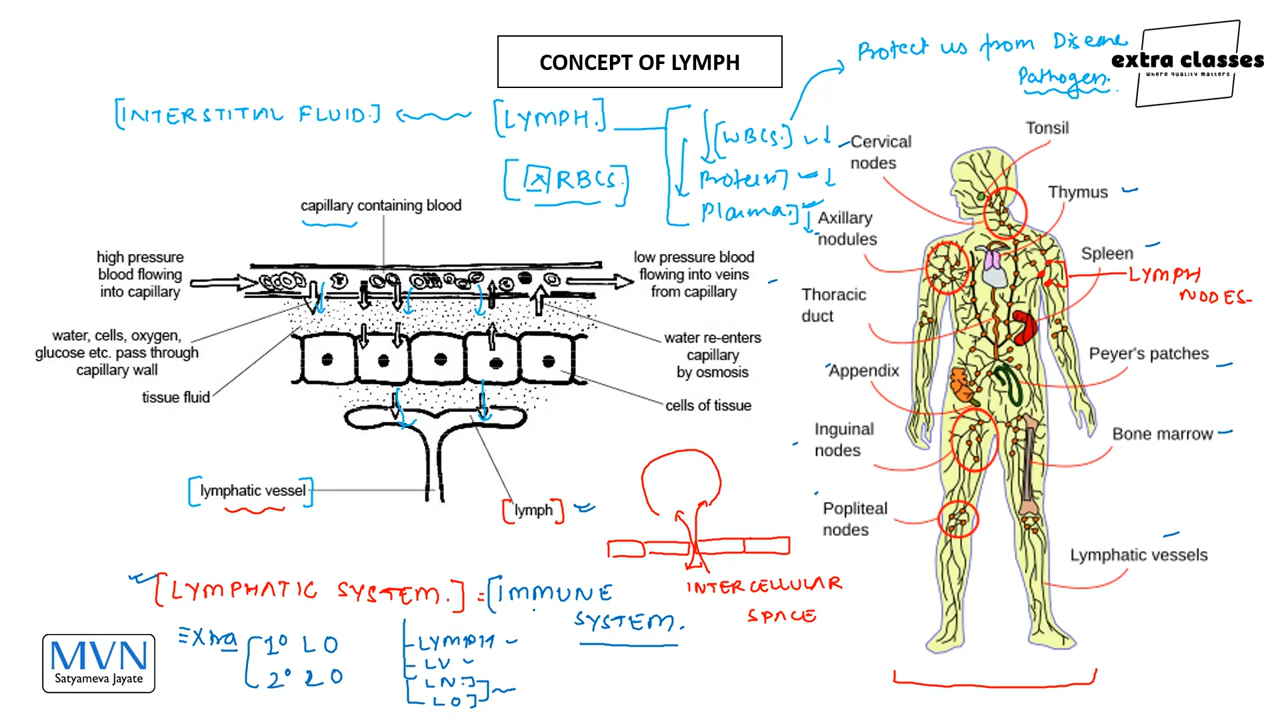 CONCEPT OF LYMPH
Protect us from Disease
Pathogen.
extra classes
where quality matters
[INTERSTITIAL FLUID.]
[LYMPH.]
[WBCs.]
Protein]
Plasma]
[X RBCs.]
capillary containing blood
high pressure
blood flowing
into capillary
low pressure blood
flowing into veins
from capillary
water, cells, oxygen,
glucose etc. pass through
capillary wall
tissue fluid
water re-enters
capillary
by osmosis
cells of tissue
[lymphatic vessel]
[lymph]
INTERCELLULAR
SPACE
Cervical
nodes
Tonsil
Thymus
Axillary
nodules
Spleen
LYMPH
NODES
Thoracic
duct
Peyer's patches
Appendix
Inguinal
nodes
Bone marrow
Popliteal
nodes
Lymphatic vessels
[LYMPHATIC SYSTEM.] = [IMMUNE
SYSTEM.
Extra
1° LO
2° LO
LYMPH
LV
LN
LO
MVN
Satyameva Jayate